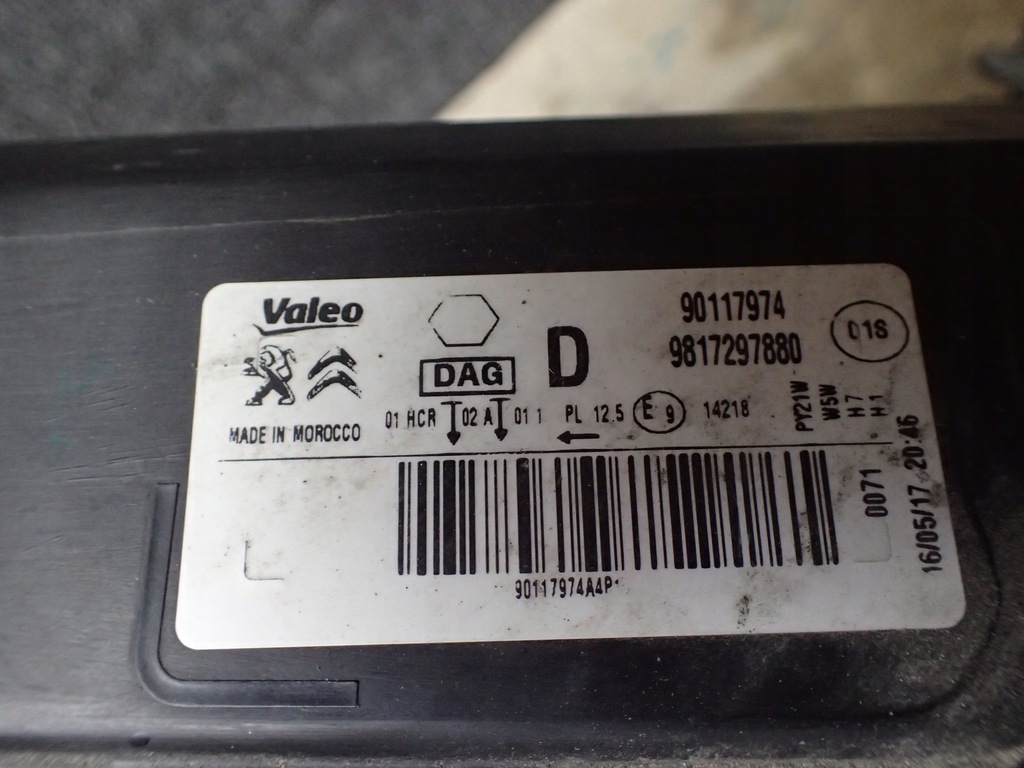 Valeo
DAG
D
90117974
9817297880
01S
MADE IN MOROCCO
01 HCR 02 A 01 1 PL 12.5 E 9 14218
PY21W
W5W
H7
H1
0071
16/05/17 20:46
90117974A4P1